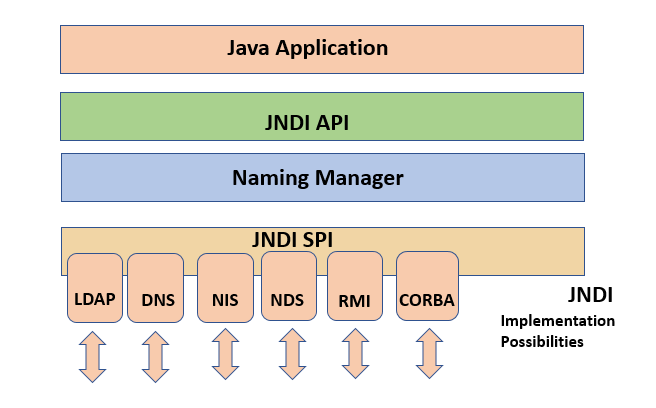 Java Application
JNDI API
Naming Manager
JNDI SPI
LDAP
DNS
NIS
NDS
RMI
CORBA
JNDI
Implementation
Possibilities